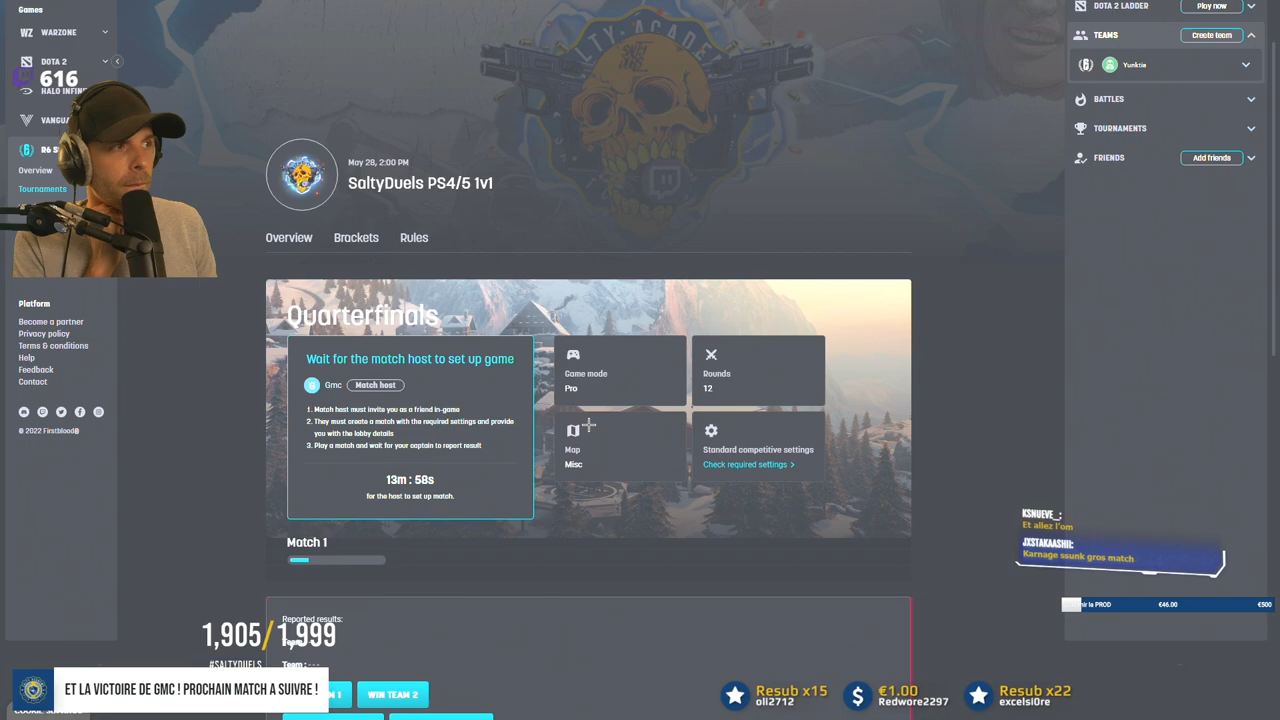 Games
WARZONE
DOTA 2
616
HALO INFIN
VANGUA
R6 S
Overview
Tournaments
Platform
Become a partner
Privacy policy
Terms & conditions
Help
Feedback
Contact
© 2022 Firstblood®
May 28, 2:00 PM
SaltyDuels PS4/5 1v1
Overview
Brackets
Rules
Quarterfinals
Wait for the match host to set up game
Gmc
Match host
1. Match host must invite you as a friend in-game
2. They must create a match with the required settings and provide
you with the lobby details
3. Play a match and wait for your captain to report result
13m : 58s
for the host to set up match.
Game mode
Pro
Rounds
12
Map
Misc
Standard competitive settings
Check required settings >
Match 1
Reported results:
Team : ---
WIN TEAM 2
1,905/1,999
#SALTYDUELS
ET LA VICTOIRE DE GMC ! PROCHAIN MATCH A SUIVRE !
DOTA 2 LADDER
Play now
TEAMS
Create team
Yunktis
BATTLES
TOURNAMENTS
FRIENDS
Add friends
KSNUEVE_:
Et allez l'om
JXSTAKAASHII:
Karnage ssunk gros match
nir la PROD
€46.00
€500
Resub x15
oll2712
€1.00
Redwore2297
Resub x22
excelsi0re